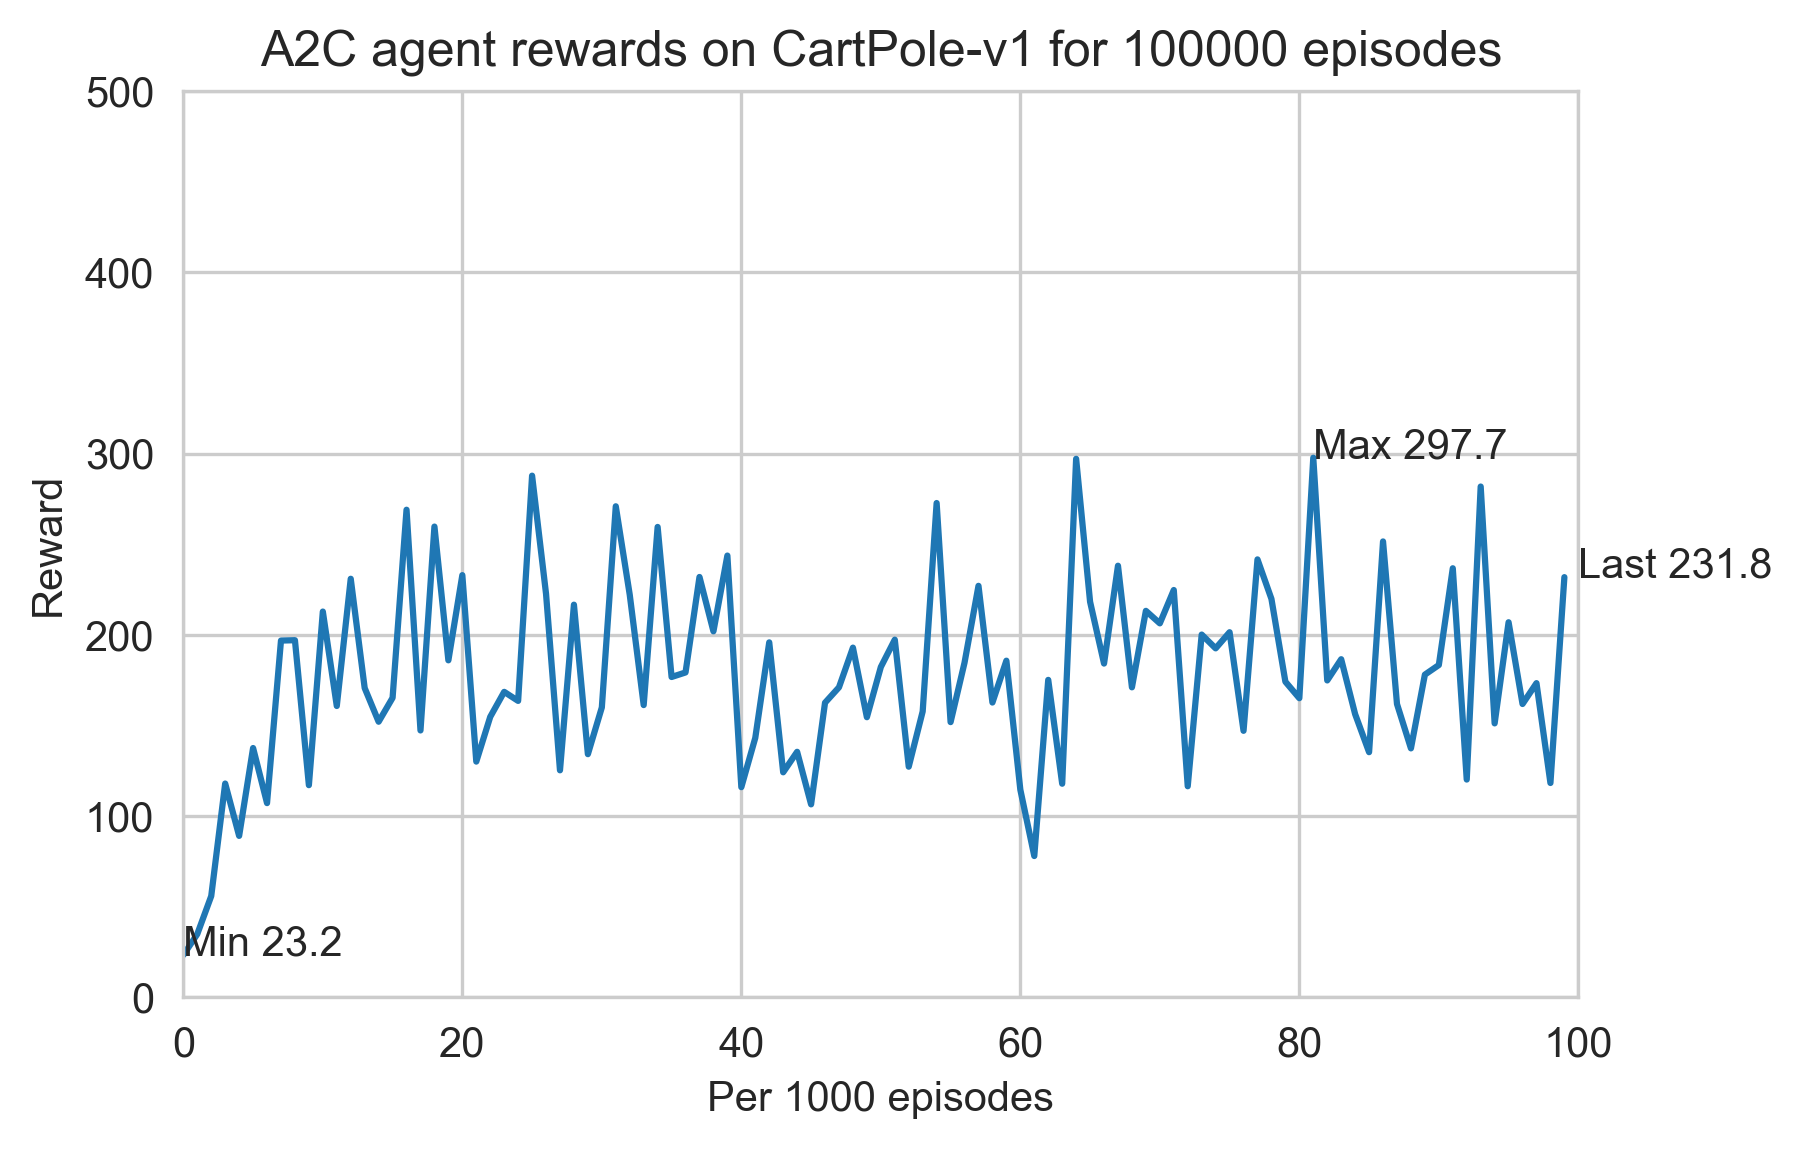 A2C agent rewards on CartPole-v1 for 100000 episodes
500
400
300
200
100
0
Reward
Max 297.7
Last 231.8
Min 23.2
0 20 40 60 80 100
Per 1000 episodes